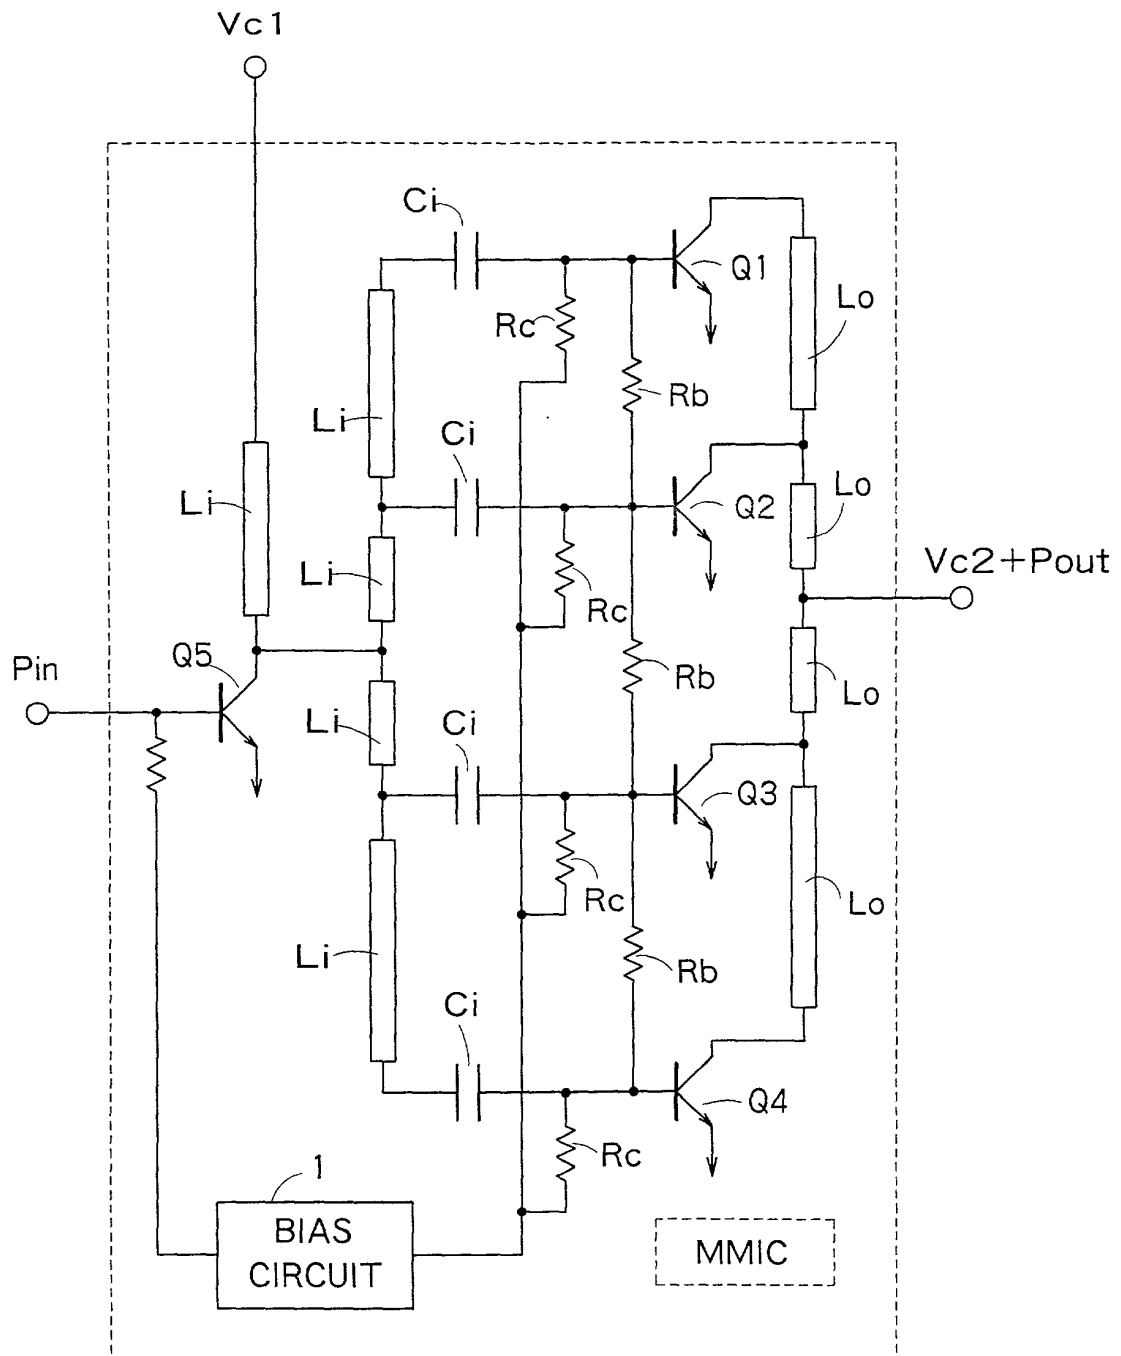 Vc1
Ci
Q1
Lo
Rc
Rb
Li
Ci
Li
Q2
Lo
Vc2+Pout
Li
Rc
Pin
Q5
Rb
Lo
Li
Ci
Q3
Rc
Lo
Li
Rb
Ci
Q4
Rc
1
BIAS
CIRCUIT
MMIC